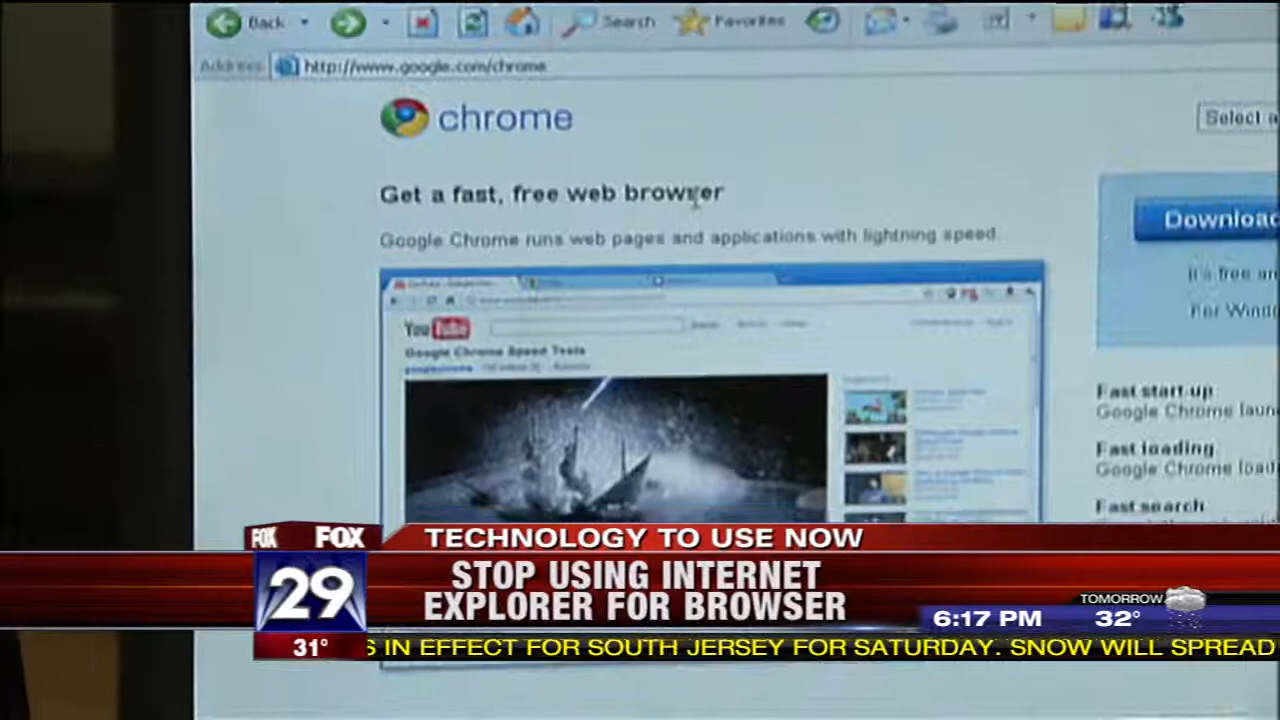 Back
Search
Favorites
Address
http://www.google.com/chrome
chrome
Select a
Get a fast, free web browser
Google Chrome runs web pages and applications with lightning speed.
Download
It's free an
For Wind
YouTube
Google Chrome Speed Tests
Fast start-up
Google Chrome laun
Fast loading
Google Chrome load
Fast search
FOX FOX
29
TECHNOLOGY TO USE NOW
STOP USING INTERNET
EXPLORER FOR BROWSER
TOMORROW
6:17 PM 32°
31° S IN EFFECT FOR SOUTH JERSEY FOR SATURDAY. SNOW WILL SPREAD